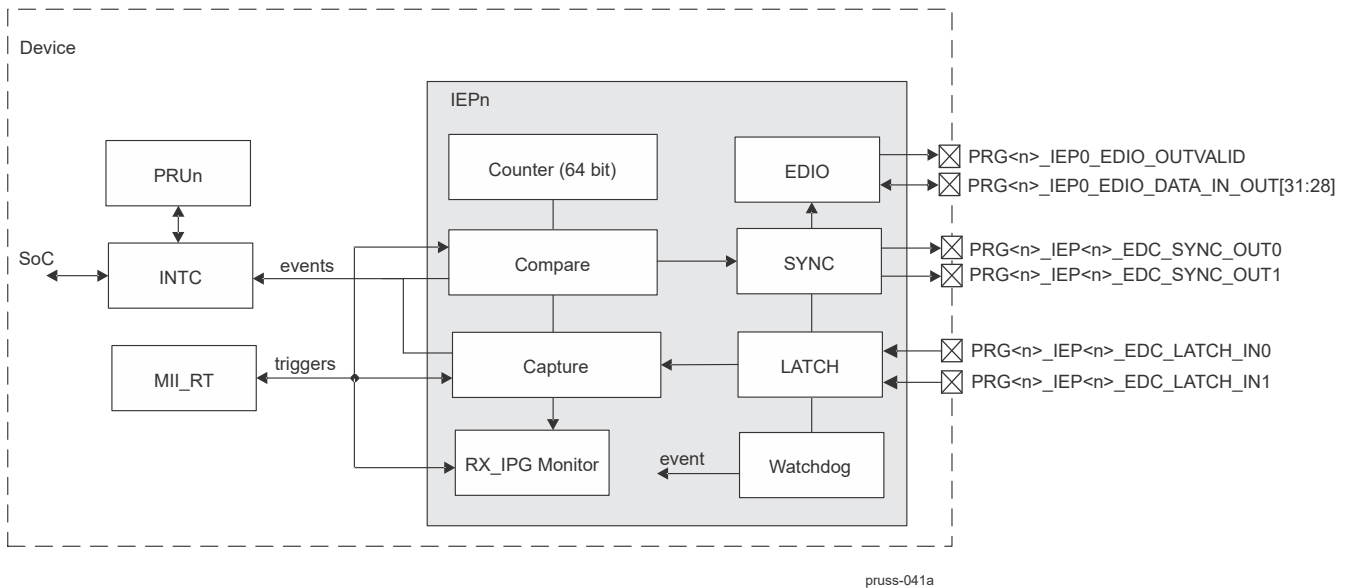 Device
IEPn
Counter (64 bit)
EDIO
PRG<n>_IEP0_EDIO_OUTVALID
PRG<n>_IEP0_EDIO_DATA_IN_OUT[31:28]
PRUn
SoC
INTC
events
Compare
SYNC
PRG<n>_IEP<n>_EDC_SYNC_OUT0
PRG<n>_IEP<n>_EDC_SYNC_OUT1
MII_RT
triggers
Capture
LATCH
PRG<n>_IEP<n>_EDC_LATCH_IN0
PRG<n>_IEP<n>_EDC_LATCH_IN1
RX_IPG Monitor
event
Watchdog
pruss-041a